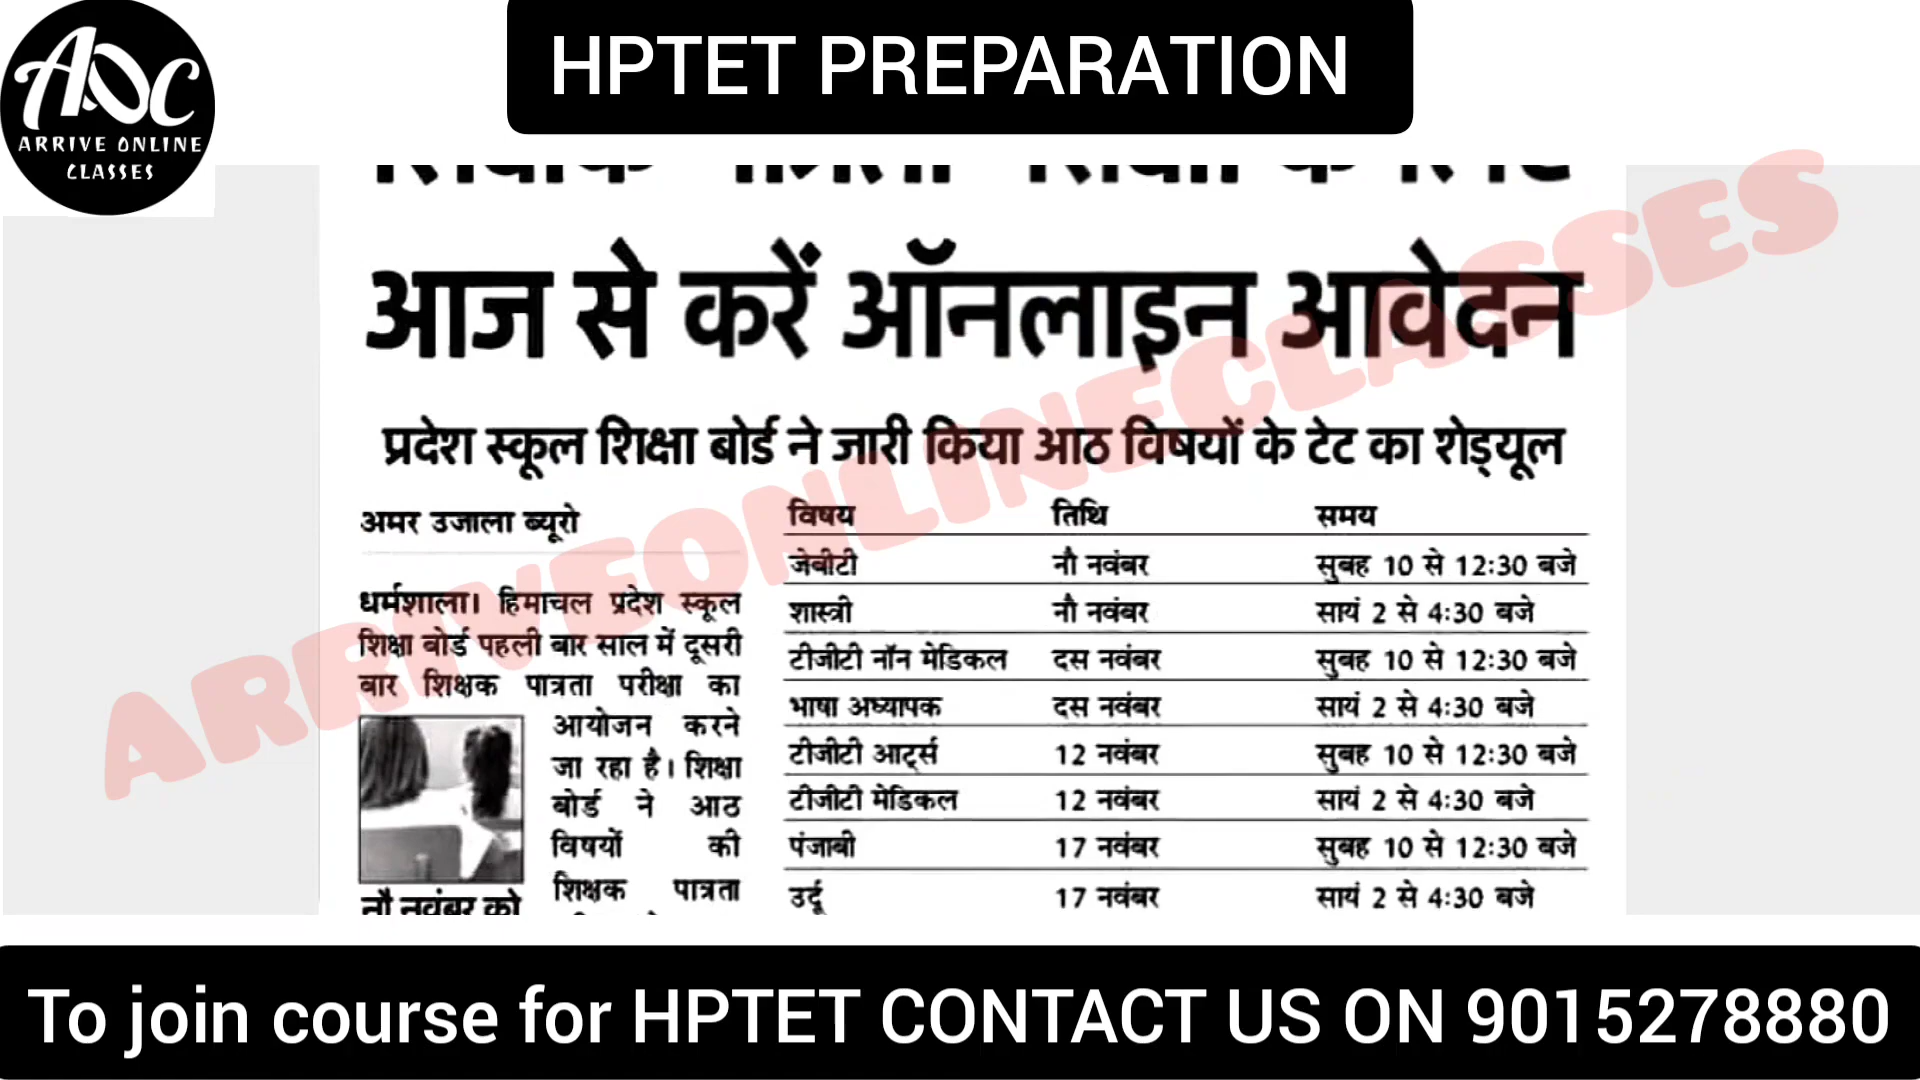 AOC
ARRIVE ONLINE
CLASSES
HPTET PREPARATION
आज से करें ऑनलाइन आवेदन
प्रदेश स्कूल शिक्षा बोर्ड ने जारी किया आठ विषयों के टेट का शेड्यूल
अमर उजाला ब्यूरो
धर्मशाला। हिमाचल प्रदेश स्कूल
शिक्षा बोर्ड पहली बार साल में दूसरी
बार शिक्षक पात्रता परीक्षा का
आयोजन करने
जा रहा है। शिक्षा
बोर्ड ने आठ
विषयों की
शिक्षक पात्रता
नौ नवंबर को
विषय तिथि समय
जेबीटी नौ नवंबर सुबह 10 से 12:30 बजे
शास्त्री नौ नवंबर सायं 2 से 4:30 बजे
टीजीटी नॉन मेडिकल दस नवंबर सुबह 10 से 12:30 बजे
भाषा अध्यापक दस नवंबर सायं 2 से 4:30 बजे
टीजीटी आर्ट्स 12 नवंबर सुबह 10 से 12:30 बजे
टीजीटी मेडिकल 12 नवंबर सायं 2 से 4:30 बजे
पंजाबी 17 नवंबर सुबह 10 से 12:30 बजे
उर्दू 17 नवंबर सायं 2 से 4:30 बजे
ARRIVEONLINECLASSES
To join course for HPTET CONTACT US ON 9015278880